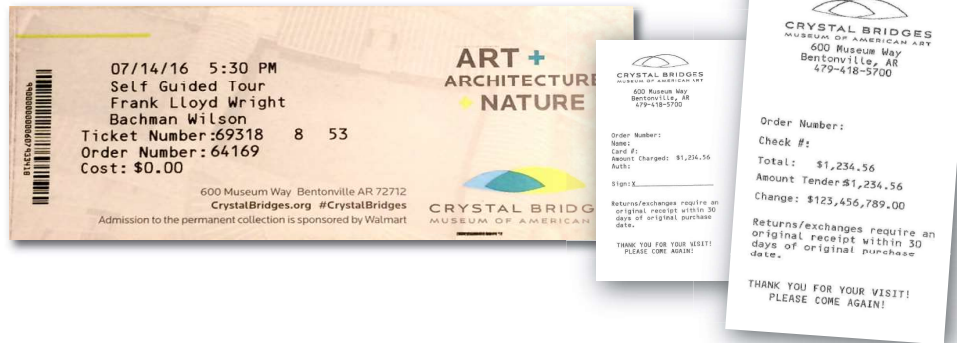 07/14/16 5:30 PM
Self Guided Tour
Frank Lloyd Wright
Bachman Wilson
Ticket Number:69318 8 53
Order Number:64169
Cost: $0.00
ART +
ARCHITECTURE
+ NATURE
600 Museum Way Bentonville AR 72712
CrystalBridges.org #CrystalBridges
Admission to the permanent collection is sponsored by Walmart
CRYSTAL BRIDG
MUSEUM OF AMERICAN
CRYSTAL BRIDGES
MUSEUM OF AMERICAN ART
600 Museum Way
Bentonville, AR
479-418-5700
Order Number:
Name:
Card #:
Amount Charged: $1,234.56
Auth:
Sign:X
Returns/exchanges require an
original receipt within 30
days of original purchase
date.
THANK YOU FOR YOUR VISIT!
PLEASE COME AGAIN!
CRYSTAL BRIDGES
MUSEUM OF AMERICAN ART
600 Museum Way
Bentonville, AR
479-418-5700
Order Number:
Check #:
Total: $1,234.56
Amount Tender$1,234.56
Change: $123,456,789.00
Returns/exchanges require an
original receipt within 30
days of original purchase
date.
THANK YOU FOR YOUR VISIT!
PLEASE COME AGAIN!